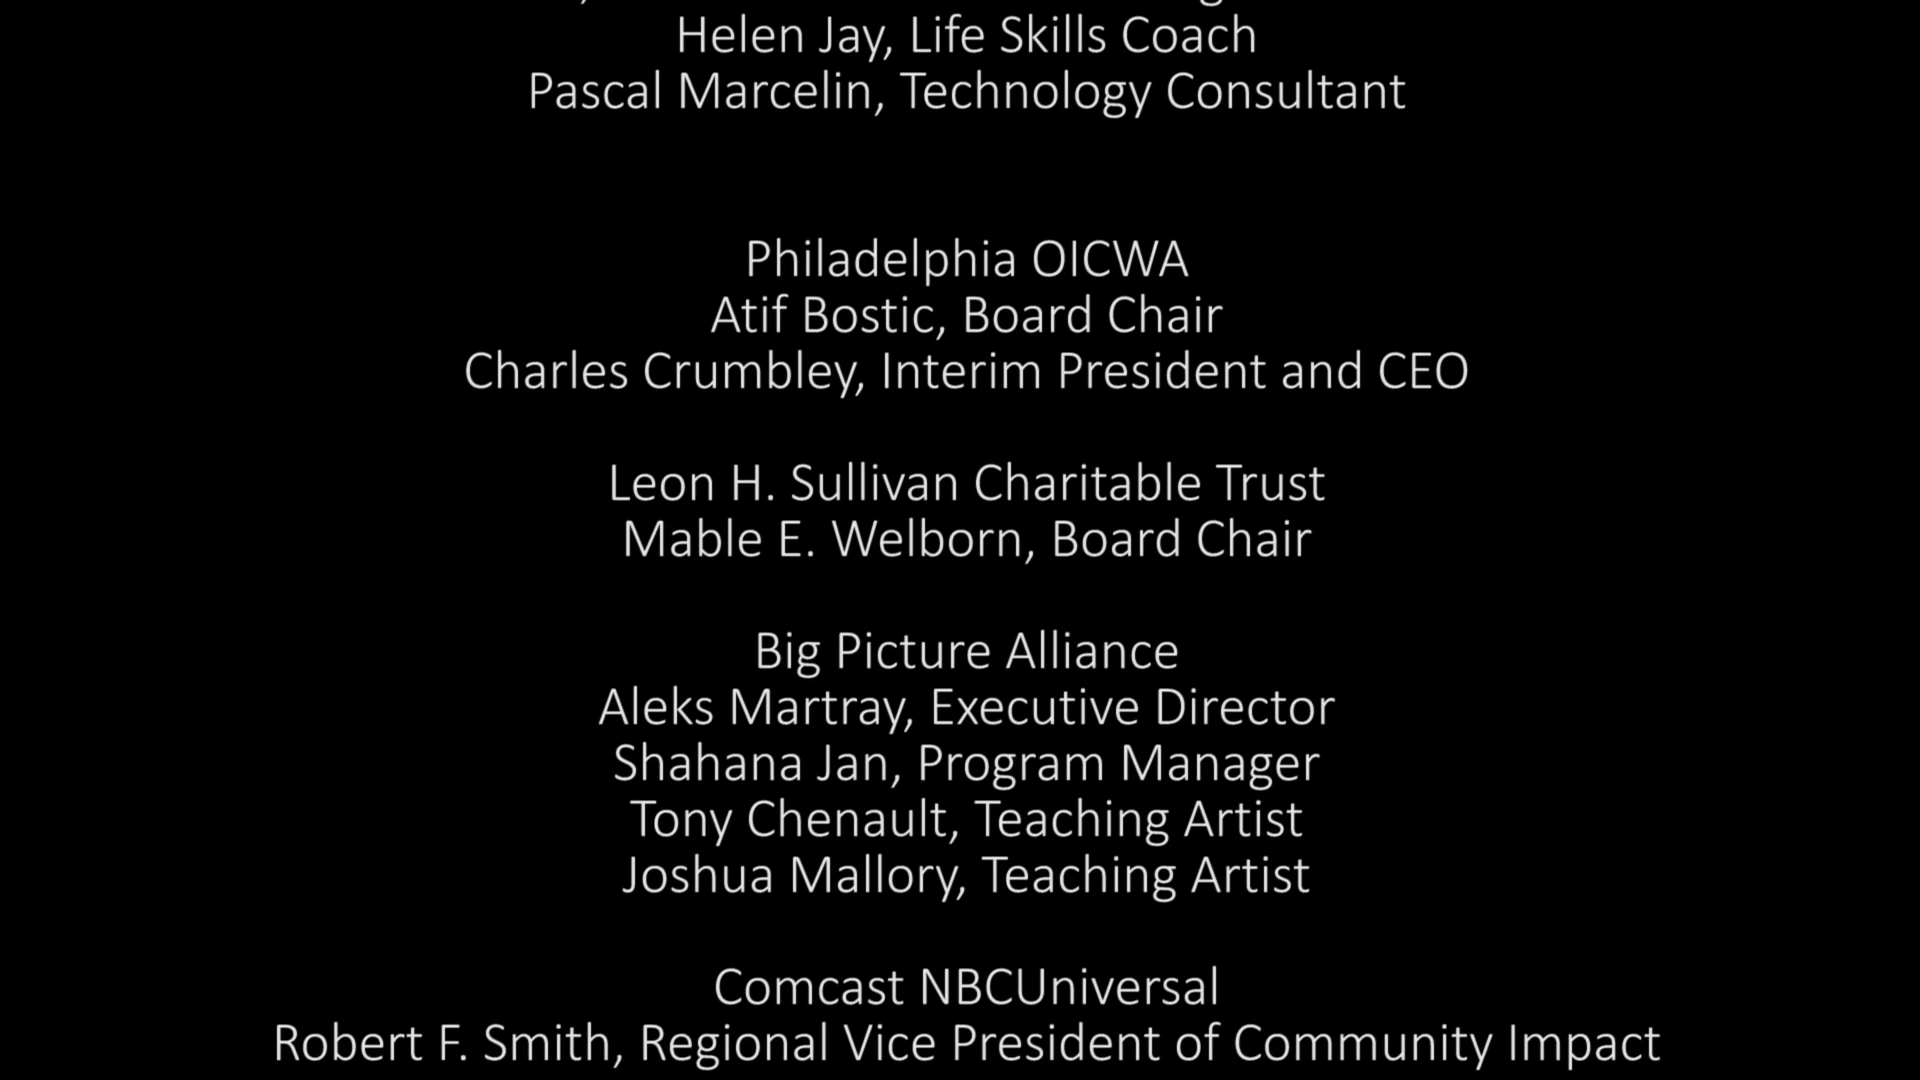 Helen Jay, Life Skills Coach
Pascal Marcelin, Technology Consultant
Philadelphia OICWA
Atif Bostic, Board Chair
Charles Crumbley, Interim President and CEO
Leon H. Sullivan Charitable Trust
Mable E. Welborn, Board Chair
Big Picture Alliance
Aleks Martray, Executive Director
Shahana Jan, Program Manager
Tony Chenault, Teaching Artist
Joshua Mallory, Teaching Artist
Comcast NBCUniversal
Robert F. Smith, Regional Vice President of Community Impact